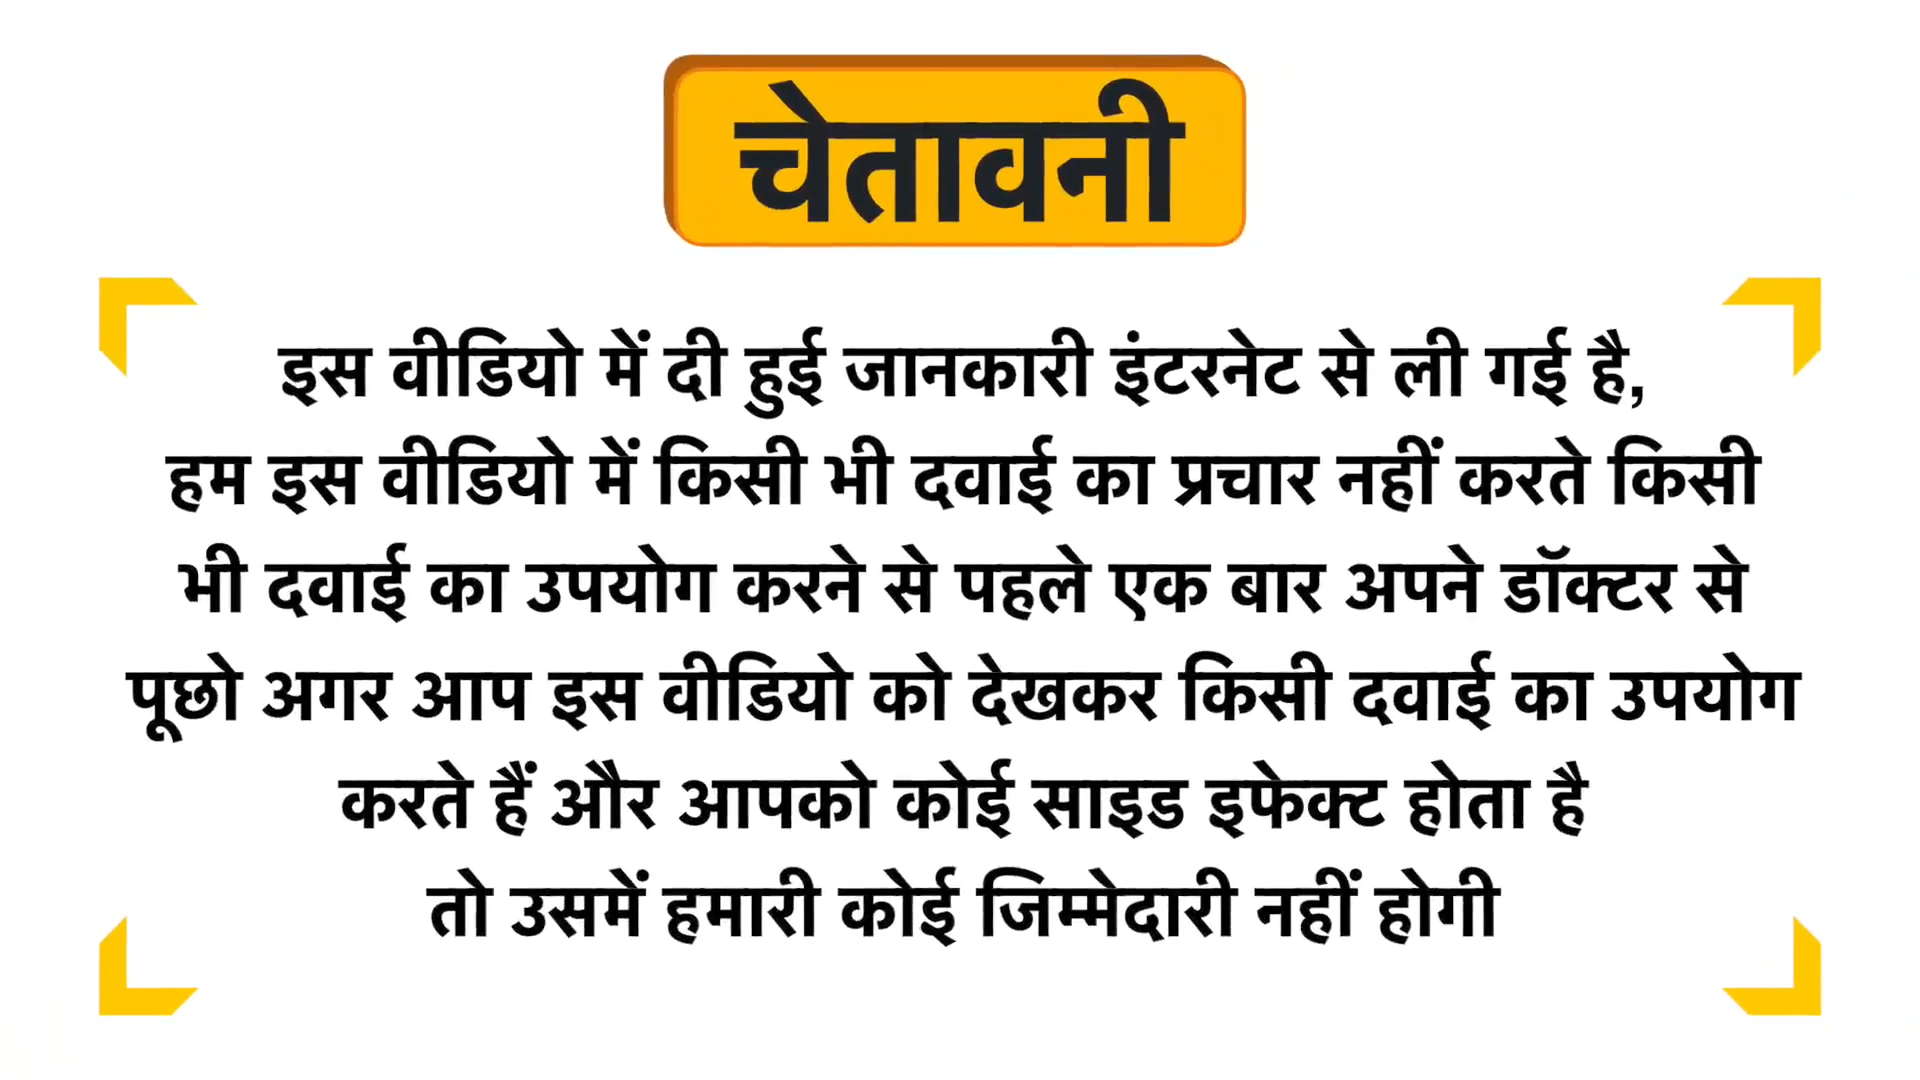 चेतावनी
इस वीडियो में दी हुई जानकारी इंटरनेट से ली गई है,
हम इस वीडियो में किसी भी दवाई का प्रचार नहीं करते किसी
भी दवाई का उपयोग करने से पहले एक बार अपने डॉक्टर से
पूछो अगर आप इस वीडियो को देखकर किसी दवाई का उपयोग
करते हैं और आपको कोई साइड इफेक्ट होता है
तो उसमें हमारी कोई जिम्मेदारी नहीं होगी